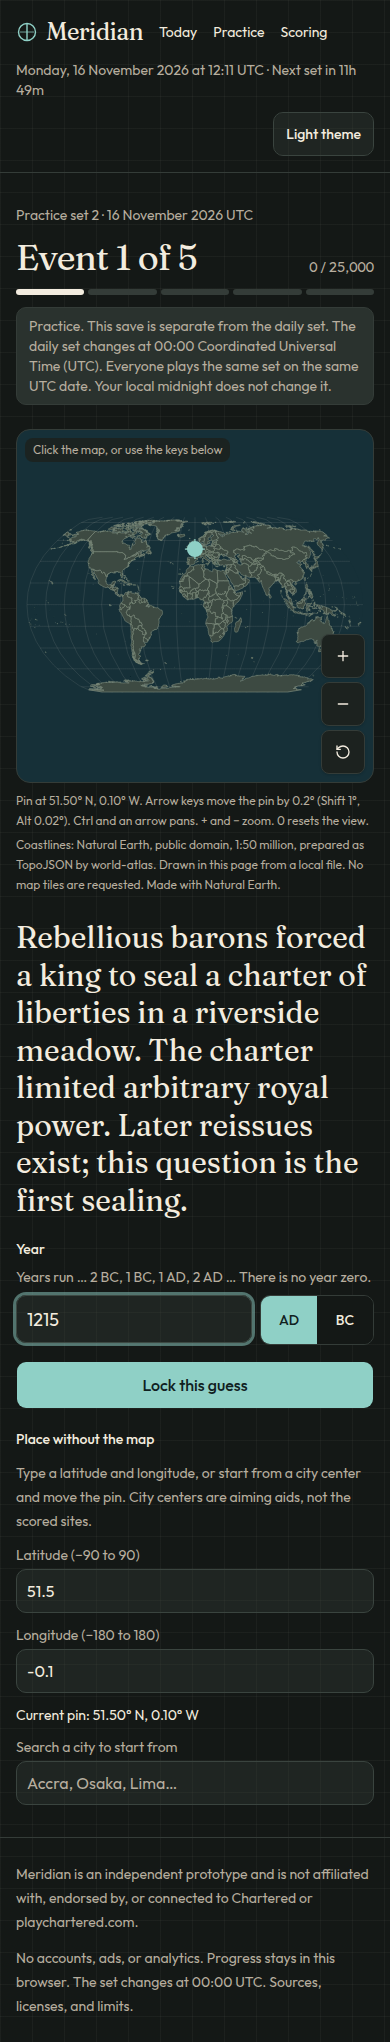 Meridian Today Practice Scoring
Monday, 16 November 2026 at 12:11 UTC · Next set in 11h
49m
Light theme
Practice set 2 · 16 November 2026 UTC
Event 1 of 5
0 / 25,000
Practice. This save is separate from the daily set. The
daily set changes at 00:00 Coordinated Universal
Time (UTC). Everyone plays the same set on the same
UTC date. Your local midnight does not change it.
Click the map, or use the keys below
+
−
Pin at 51.50° N, 0.10° W. Arrow keys move the pin by 0.2° (Shift 1°,
Alt 0.02°). Ctrl and an arrow pans. + and − zoom. 0 resets the view.
Coastlines: Natural Earth, public domain, 1:50 million, prepared as
TopoJSON by world-atlas. Drawn in this page from a local file. No
map tiles are requested. Made with Natural Earth.
Rebellious barons forced
a king to seal a charter of
liberties in a riverside
meadow. The charter
limited arbitrary royal
power. Later reissues
exist; this question is the
first sealing.
Year
Years run … 2 BC, 1 BC, 1 AD, 2 AD … There is no year zero.
1215
AD
BC
Lock this guess
Place without the map
Type a latitude and longitude, or start from a city center
and move the pin. City centers are aiming aids, not the
scored sites.
Latitude (−90 to 90)
51.5
Longitude (−180 to 180)
-0.1
Current pin: 51.50° N, 0.10° W
Search a city to start from
Accra, Osaka, Lima…
Meridian is an independent prototype and is not affiliated
with, endorsed by, or connected to Chartered or
playchartered.com.
No accounts, ads, or analytics. Progress stays in this
browser. The set changes at 00:00 UTC. Sources,
licenses, and limits.